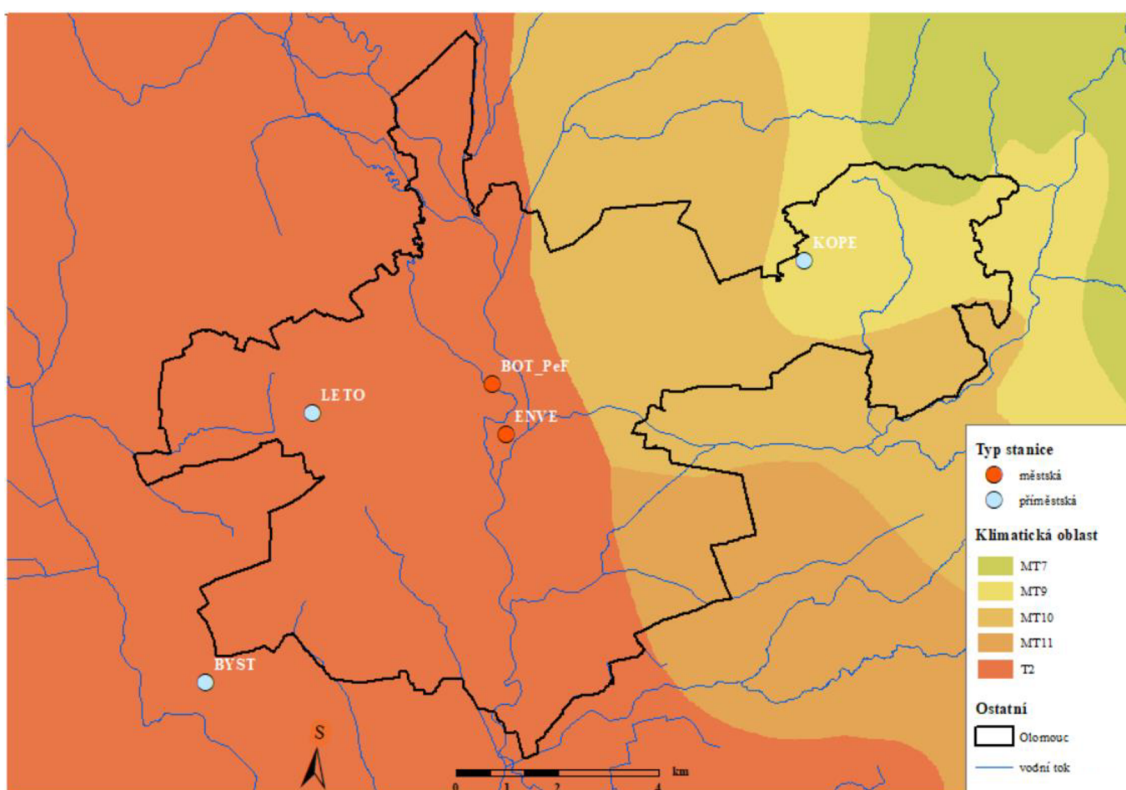 KOPE
BOT_PeF
LETO
ENVE
BYST
S
km
0 1 2 4
Typ stanice
městská
příměstská
Klimatická oblast
MT7
MT9
MT10
MT11
T2
Ostatní
Olomouc
vodní tok